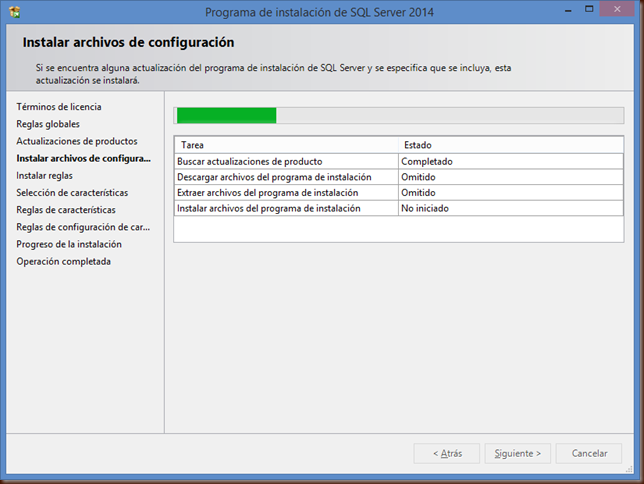 Programa de instalación de SQL Server 2014
Instalar archivos de configuración
Si se encuentra alguna actualización del programa de instalación de SQL Server y se especifica que se incluya, esta
actualización se instalará.
Términos de licencia
Reglas globales
Actualizaciones de productos
Instalar archivos de configura...
Instalar reglas
Selección de características
Reglas de características
Reglas de configuración de car...
Progreso de la instalación
Operación completada
Tarea Estado
Buscar actualizaciones de producto Completado
Descargar archivos del programa de instalación Omitido
Extraer archivos del programa de instalación Omitido
Instalar archivos del programa de instalación No iniciado
< Atrás Siguiente > Cancelar